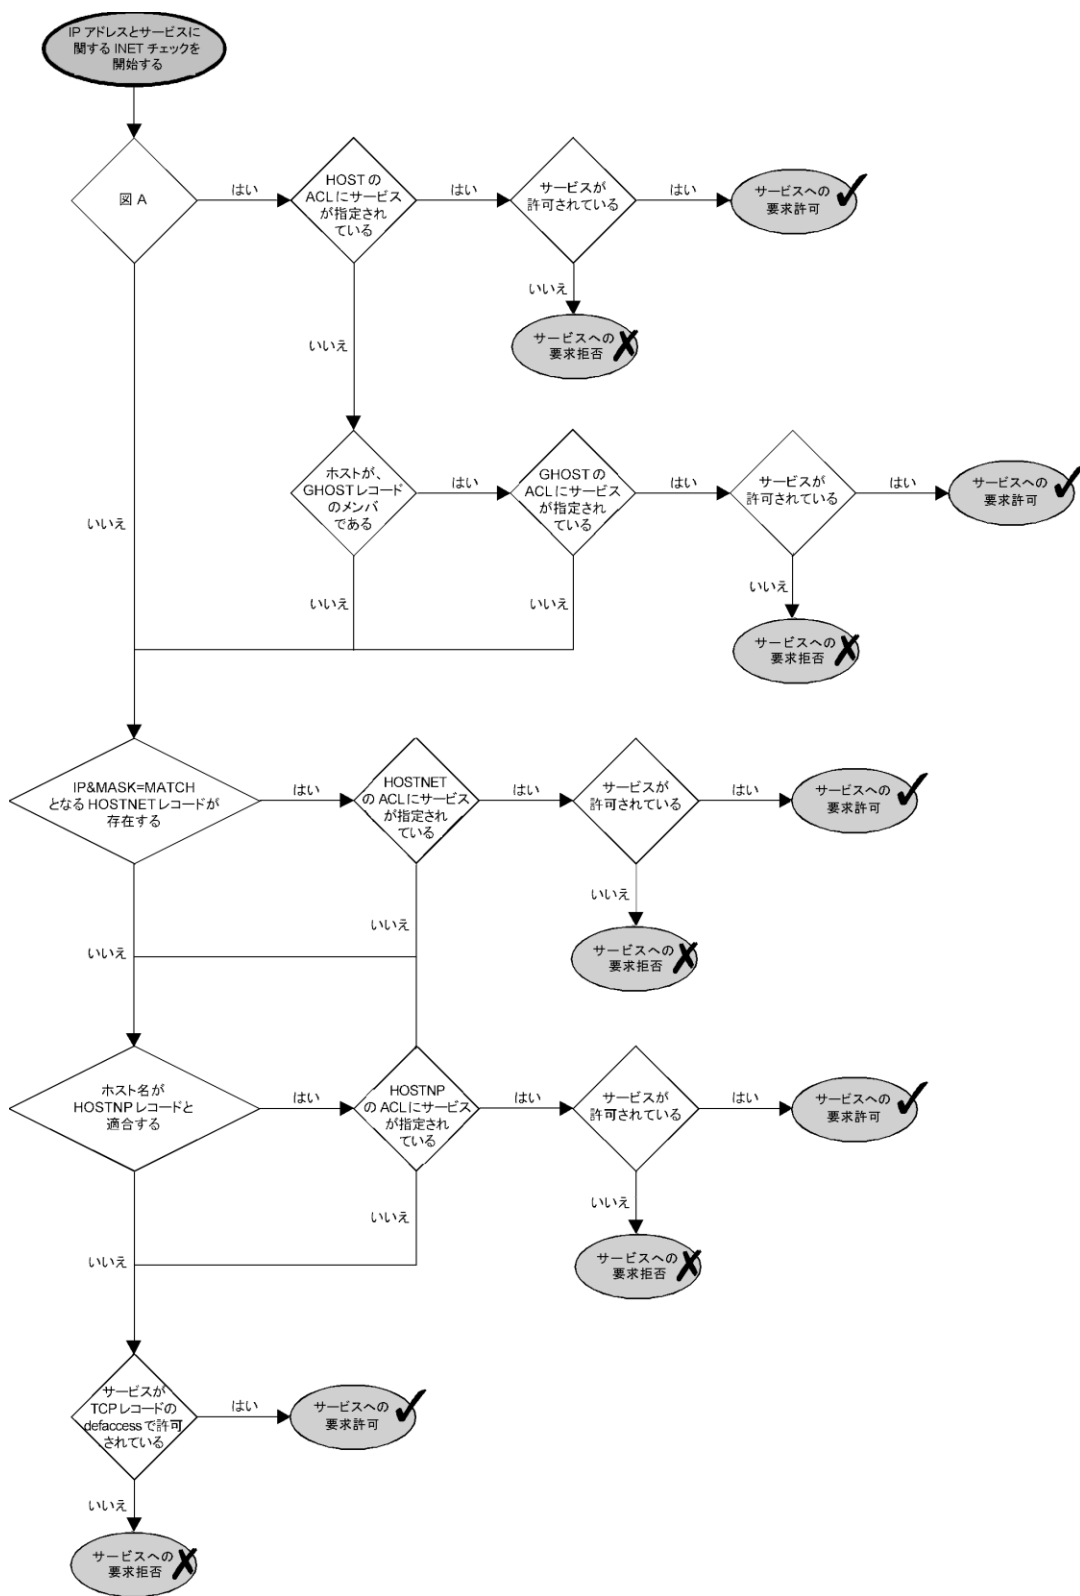 IP アドレスとサービスに
関する INET チェックを
開始する
図 A
はい
HOST の
ACL にサービス
が指定され
ている
はい
サービスが
許可されている
はい
サービスへの
要求許可
いいえ
サービスへの
要求拒否
いいえ
いいえ
ホストが、
GHOST レコード
のメンバ
である
はい
GHOST の
ACL にサービス
が指定され
ている
はい
サービスが
許可されている
はい
サービスへの
要求許可
いいえ
いいえ
いいえ
サービスへの
要求拒否
IP&MASK=MATCH
となる HOSTNET レコードが
存在する
はい
HOSTNET
の ACL にサービス
が指定され
ている
はい
サービスが
許可されている
はい
サービスへの
要求許可
いいえ
いいえ
いいえ
サービスへの
要求拒否
ホスト名が
HOSTNP レコードと
適合する
はい
HOSTNP
の ACL にサービス
が指定され
ている
はい
サービスが
許可されている
はい
サービスへの
要求許可
いいえ
いいえ
いいえ
サービスへの
要求拒否
サービスが
TCP レコードの
defaccess で許可
されている
はい
サービスへの
要求許可
いいえ
サービスへの
要求拒否